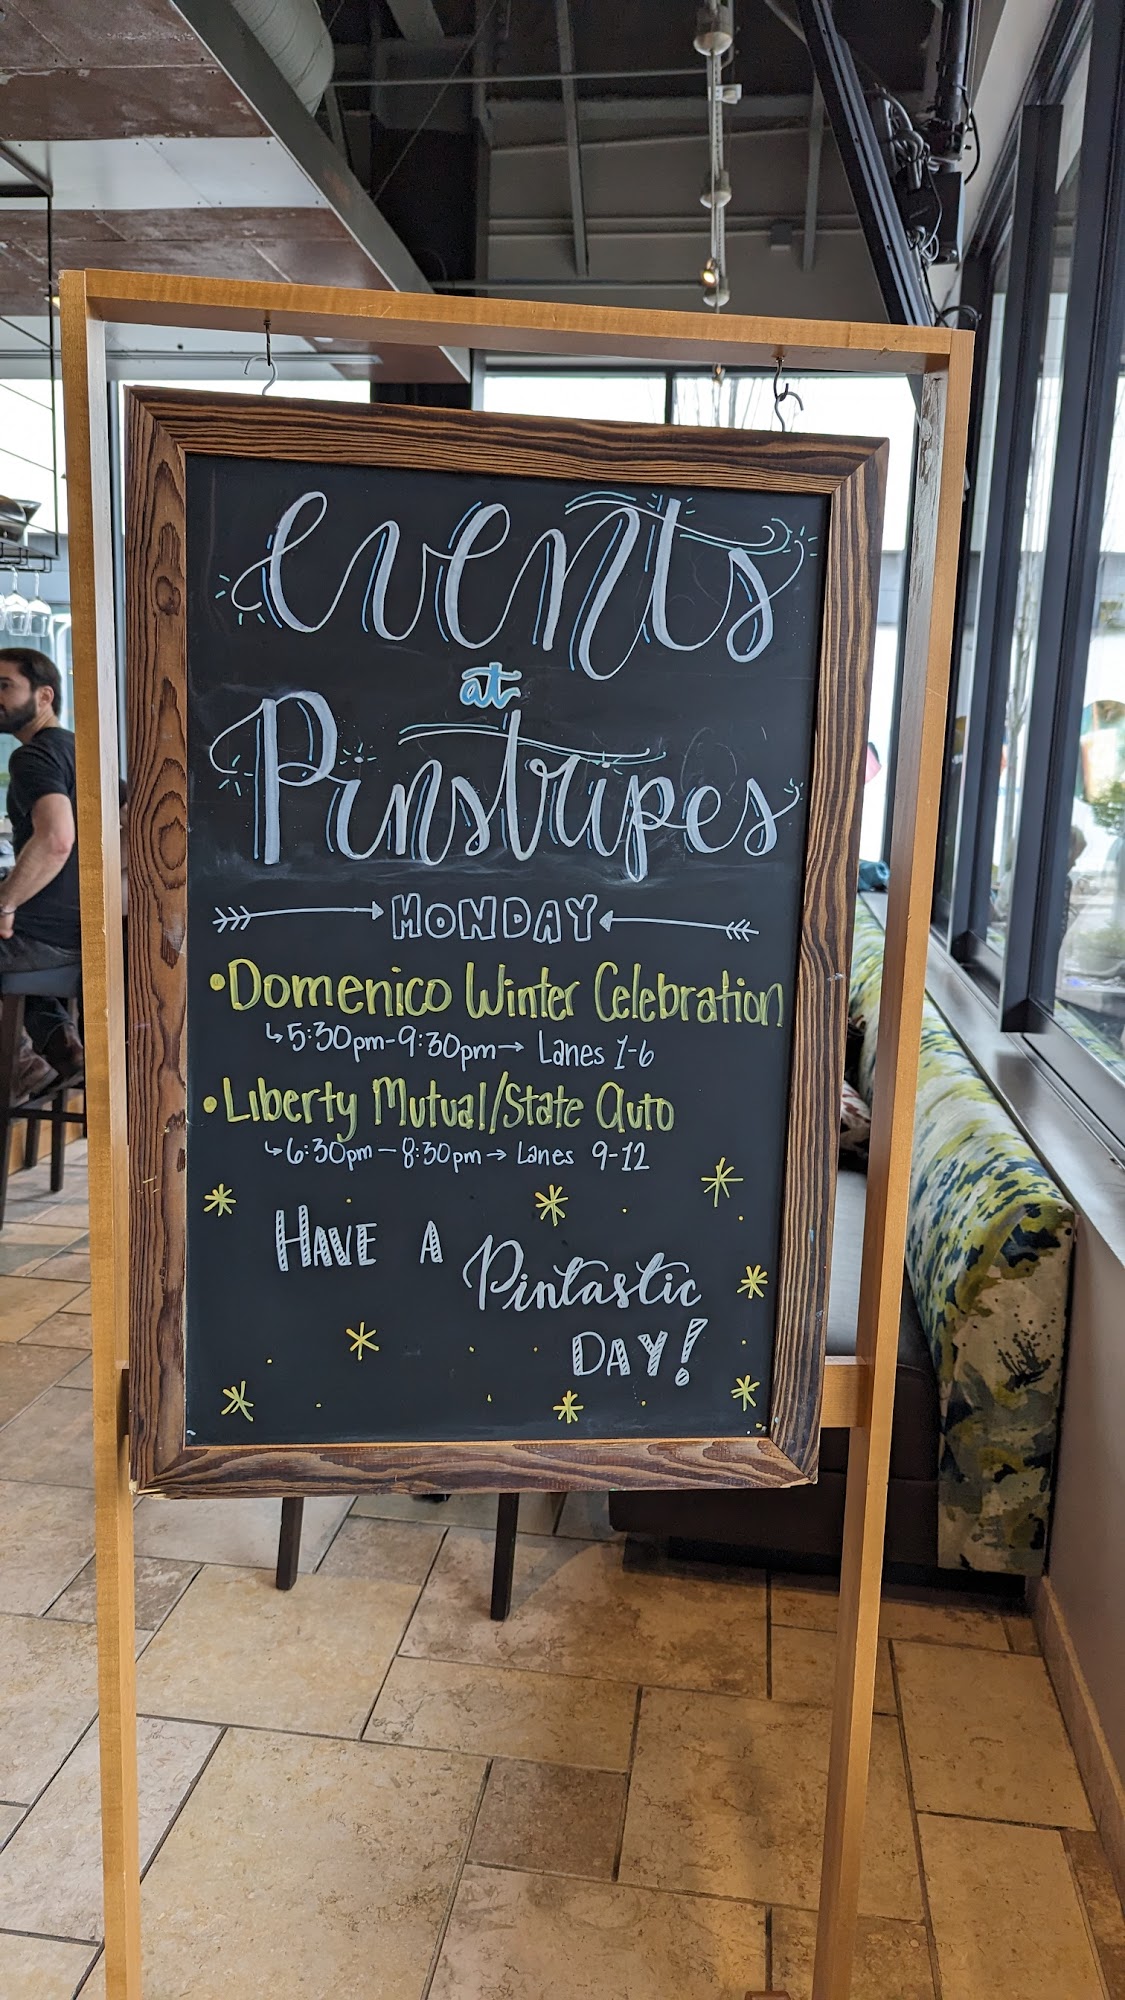 events
at
Pinstripes
MONDAY
•Domenico Winter Celebration
↳5:30pm-9:30pm→ Lanes 1-6
•Liberty Mutual/State Auto
↳6:30pm-8:30pm→ Lanes 9-12
HAVE A Pintastic
DAY!